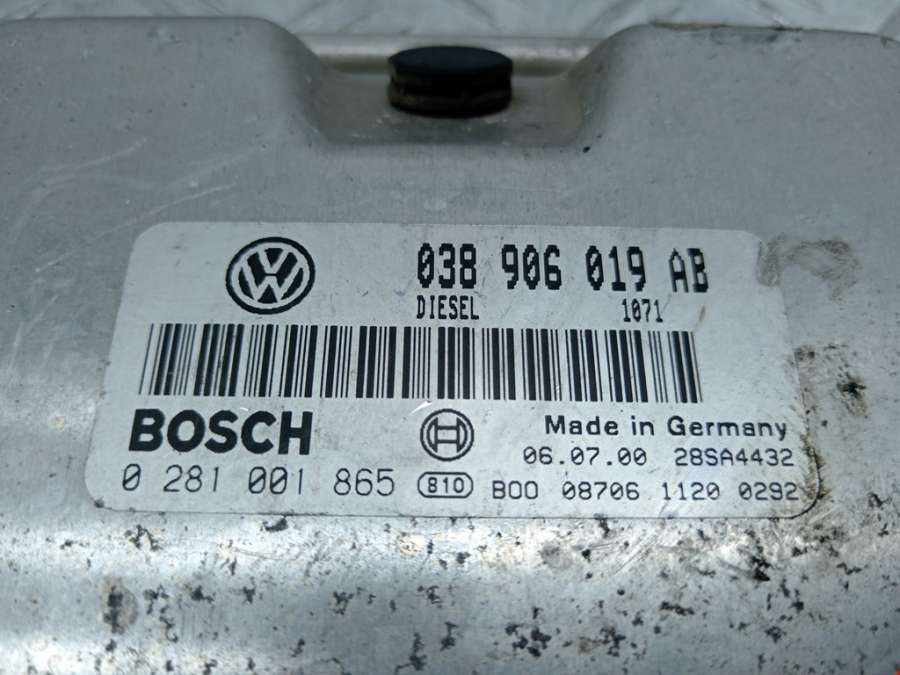 038 906 019 AB
DIESEL 1071
BOSCH
Made in Germany
06.07.00 28SA4432
0 281 001 865 810 B00 08706 1120 0292